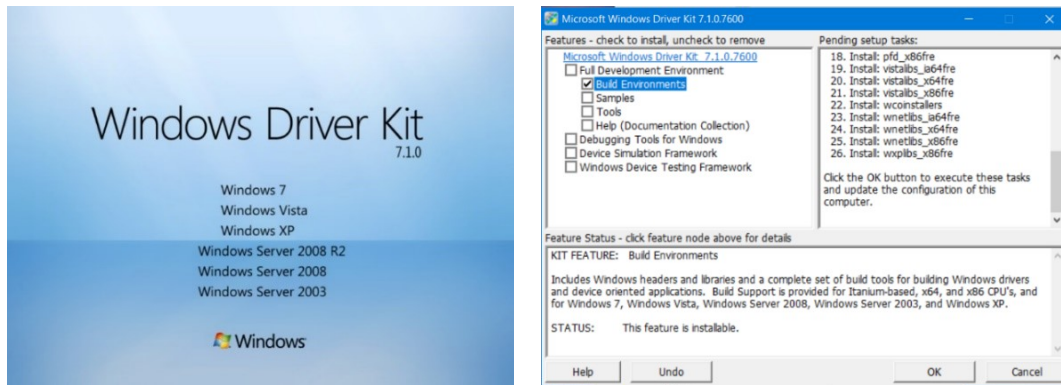 Windows Driver Kit
7.1.0
Windows 7
Windows Vista
Windows XP
Windows Server 2008 R2
Windows Server 2008
Windows Server 2003
Windows
Microsoft Windows Driver Kit 7.1.0.7600
Features - check to install, uncheck to remove
Microsoft Windows Driver Kit 7.1.0.7600
Full Development Environment
Build Environments
Samples
Tools
Help (Documentation Collection)
Debugging Tools for Windows
Device Simulation Framework
Windows Device Testing Framework
Pending setup tasks:
18. Install: pfd_x86fre
19. Install: vistalibs_ia64fre
20. Install: vistalibs_x64fre
21. Install: vistalibs_x86fre
22. Install: wcoinstallers
23. Install: wnetlibs_ia64fre
24. Install: wnetlibs_x64fre
25. Install: wnetlibs_x86fre
26. Install: wxplibs_x86fre
Click the OK button to execute these tasks
and update the configuration of this
computer.
Feature Status - click feature node above for details
KIT FEATURE: Build Environments
Includes Windows headers and libraries and a complete set of build tools for building Windows drivers
and device oriented applications. Build Support is provided for Itanium-based, x64, and x86 CPU's, and
for Windows 7, Windows Vista, Windows Server 2008, Windows Server 2003, and Windows XP.
STATUS: This feature is installable.
Help
Undo
OK
Cancel